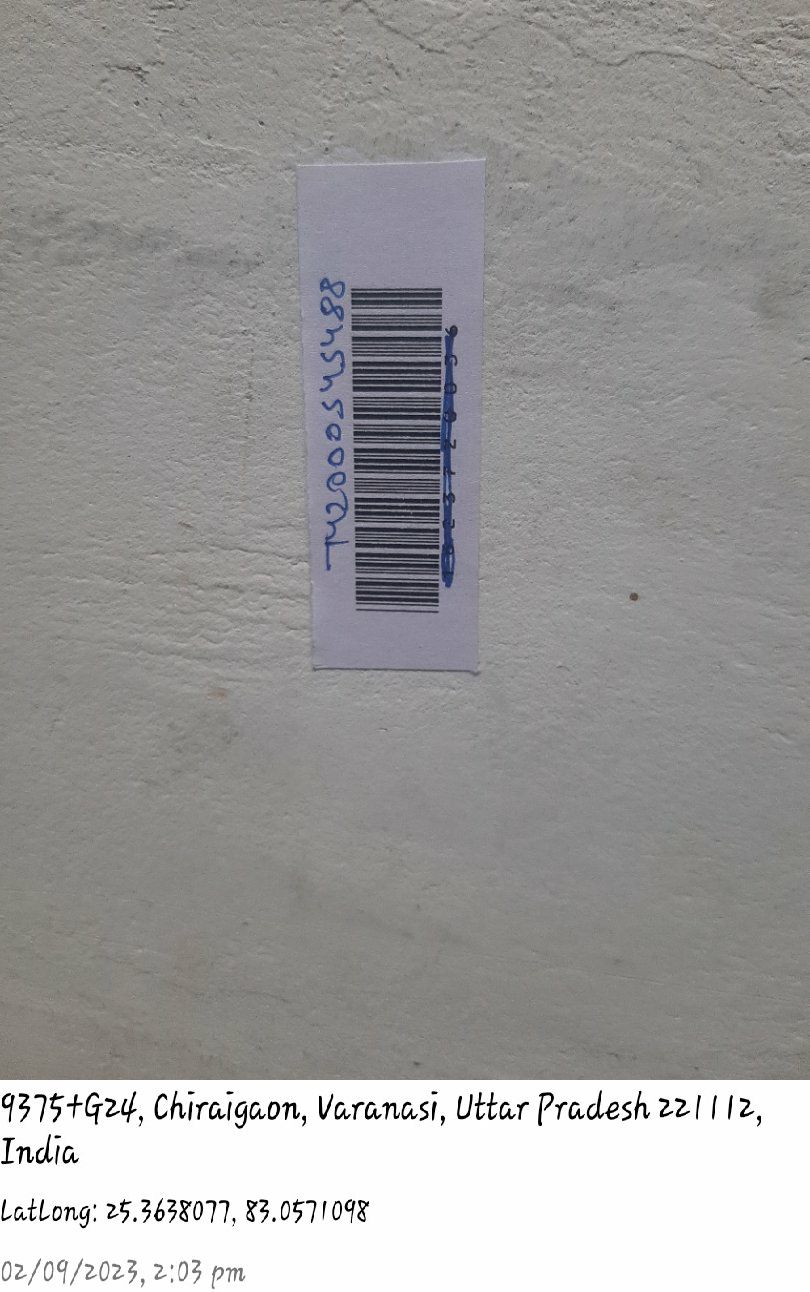 TY20000545488
9375+G24, Chiraigaon, Varanasi, Uttar Pradesh 221112,
India
LatLong: 25.3638077, 83.0571098
02/09/2023, 2:03 pm